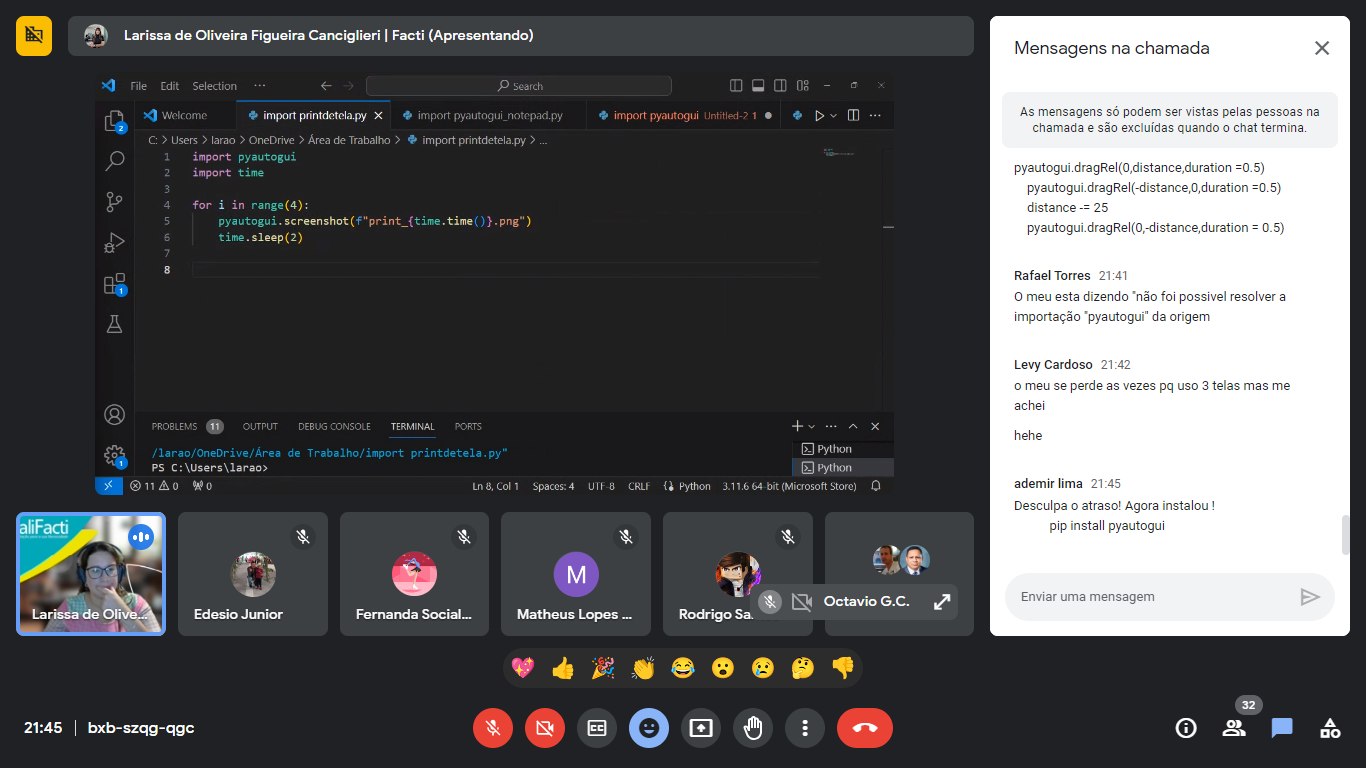 Larissa de Oliveira Figueira Canciglieri | Facti (Apresentando)
File Edit Selection ··· Search
Welcome import printdetela.py import pyautogui_notepad.py import pyautogui Untitled-2 1
C: > Users > larao > OneDrive > Área de Trabalho > import printdetela.py > ...
1 import pyautogui
2 import time
3
4 for i in range(4):
5 pyautogui.screenshot(f"print_{time.time()}.png")
6 time.sleep(2)
7
8
2
1
1
PROBLEMS 11 OUTPUT DEBUG CONSOLE TERMINAL PORTS
/larao/OneDrive/Área de Trabalho/import printdetela.py"
PS C:\Users\larao>
Python
Python
11 0 0 Ln 8, Col 1 Spaces: 4 UTF-8 CRLF Python 3.11.6 64-bit (Microsoft Store)
aliFacti
Larissa de Olive...
Edesio Junior
Fernanda Social...
M
Matheus Lopes ...
Rodrigo Sa
Octavio G.C.
21:45 | bxb-szqg-qgc
32
Mensagens na chamada
As mensagens só podem ser vistas pelas pessoas na
chamada e são excluídas quando o chat termina.
pyautogui.dragRel(0,distance,duration =0.5)
pyautogui.dragRel(-distance,0,duration =0.5)
distance -= 25
pyautogui.dragRel(0,-distance,duration = 0.5)
Rafael Torres 21:41
O meu esta dizendo "não foi possivel resolver a
importação "pyautogui" da origem
Levy Cardoso 21:42
o meu se perde as vezes pq uso 3 telas mas me
achei
hehe
ademir lima 21:45
Desculpa o atraso! Agora instalou !
pip install pyautogui
Enviar uma mensagem